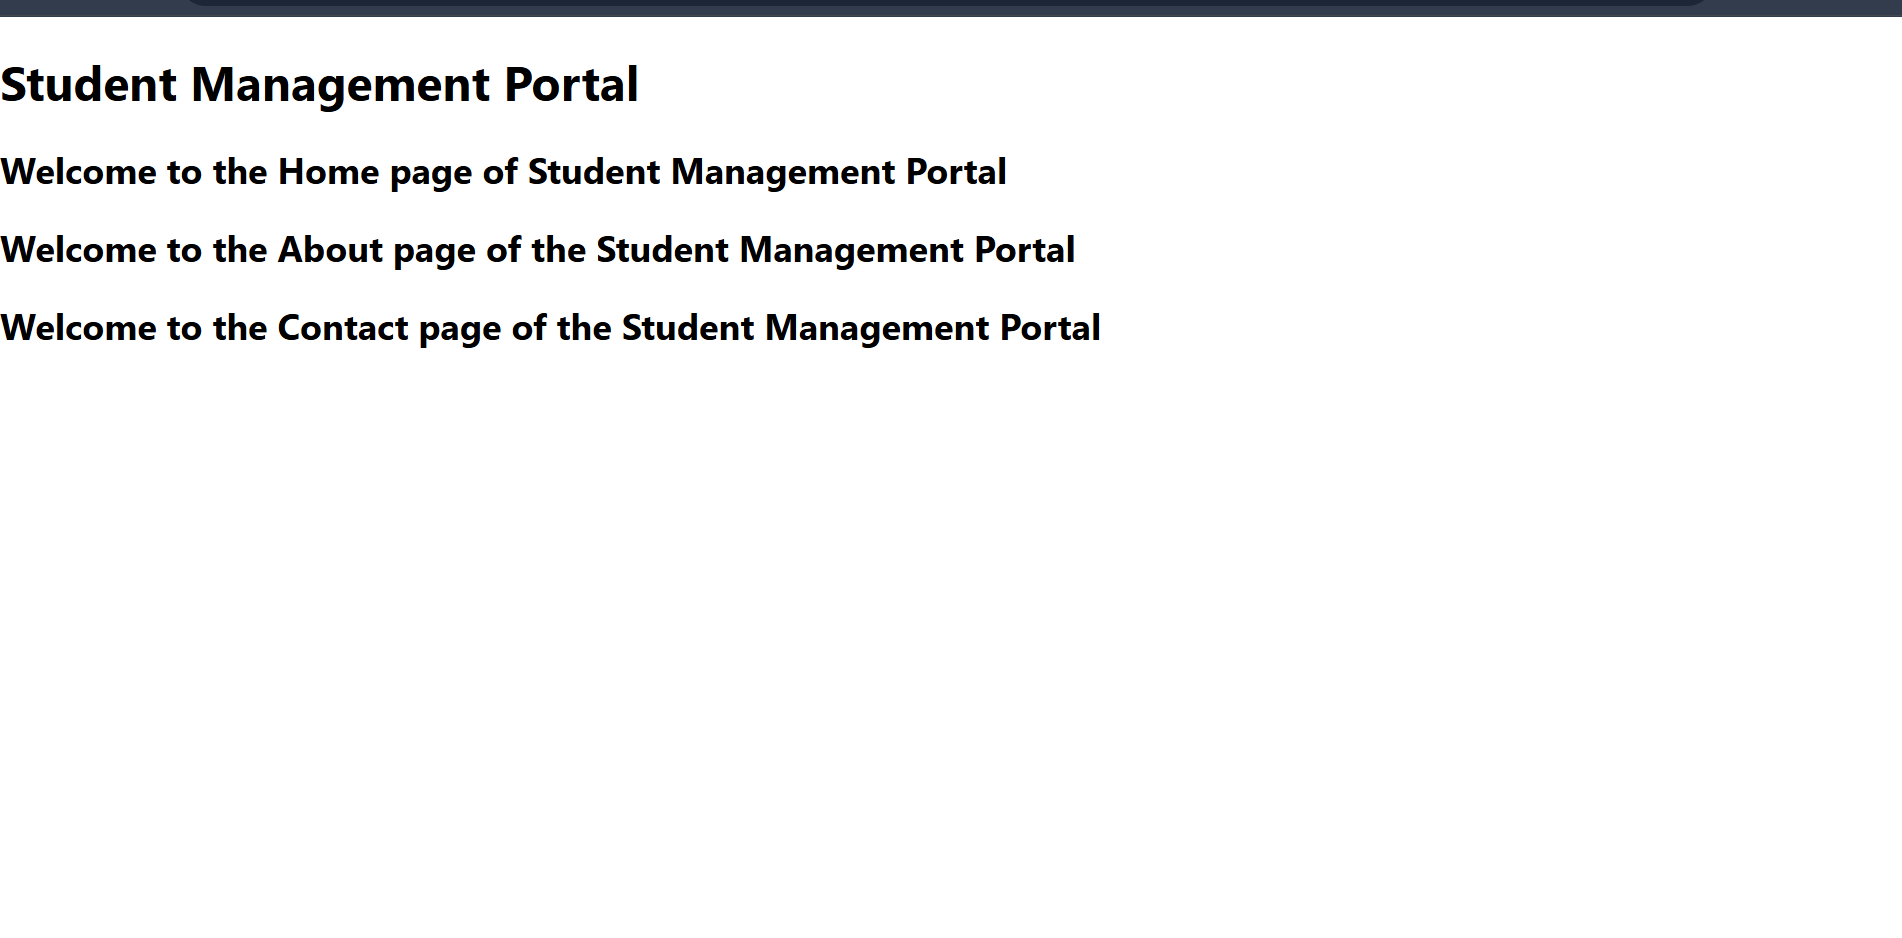 Student Management Portal
Welcome to the Home page of Student Management Portal
Welcome to the About page of the Student Management Portal
Welcome to the Contact page of the Student Management Portal